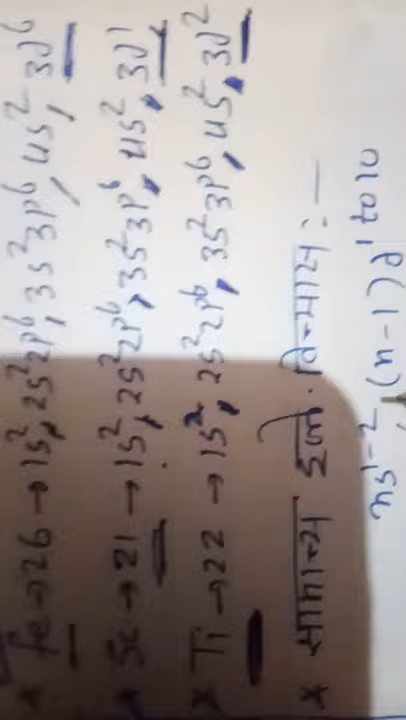 * Fe → 26 → 1s², 2s² 2p⁶, 3s² 3p⁶, 4s², 3d⁶
* Sc → 21 → 1s², 2s² 2p⁶, 3s² 3p⁶, 4s², 3d¹
* Ti → 22 → 1s², 2s² 2p⁶, 3s² 3p⁶, 4s², 3d²
* सामान्य इले. विन्यास :—
ns¹⁻², (n-1)d¹ ᵗᵒ ¹⁰